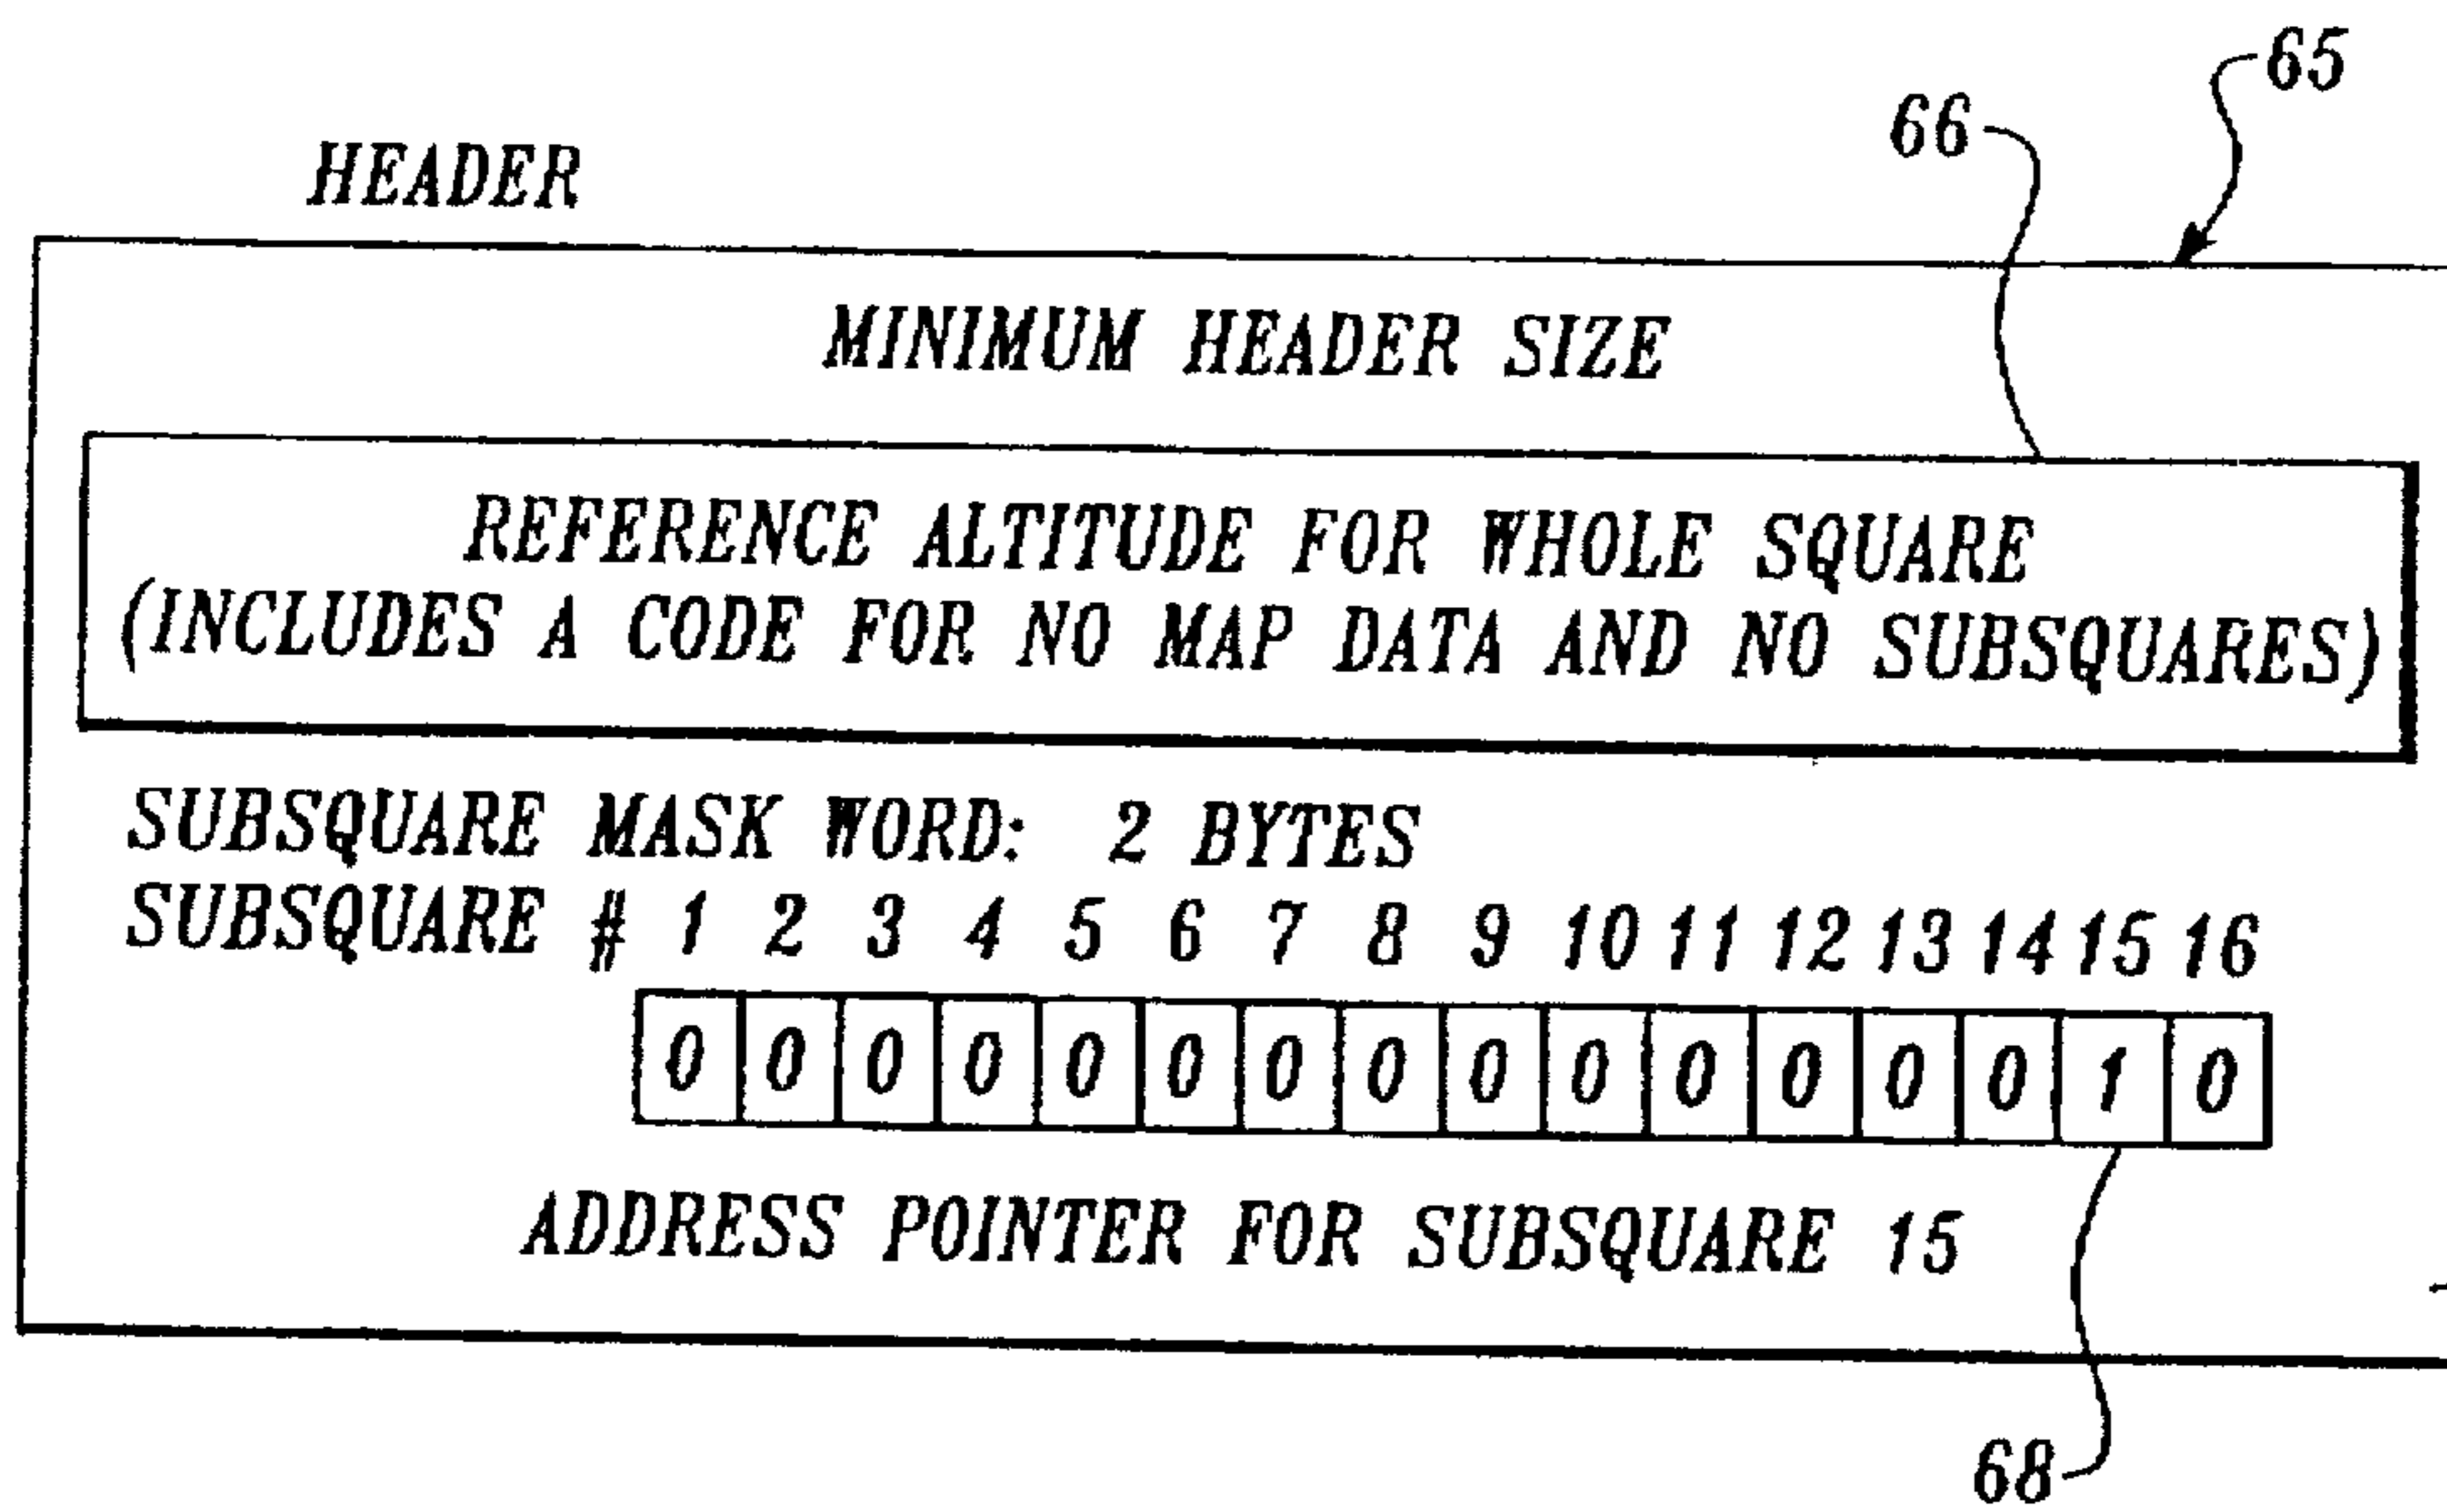 65
66
HEADER
MINIMUM HEADER SIZE
REFERENCE ALTITUDE FOR WHOLE SQUARE
(INCLUDES A CODE FOR NO MAP DATA AND NO SUBSQUARES)
SUBSQUARE MASK WORD: 2 BYTES
SUBSQUARE # 1 2 3 4 5 6 7 8 9 10 11 12 13 14 15 16
0 0 0 0 0 0 0 0 0 0 0 0 0 0 1 0
ADDRESS POINTER FOR SUBSQUARE 15
68